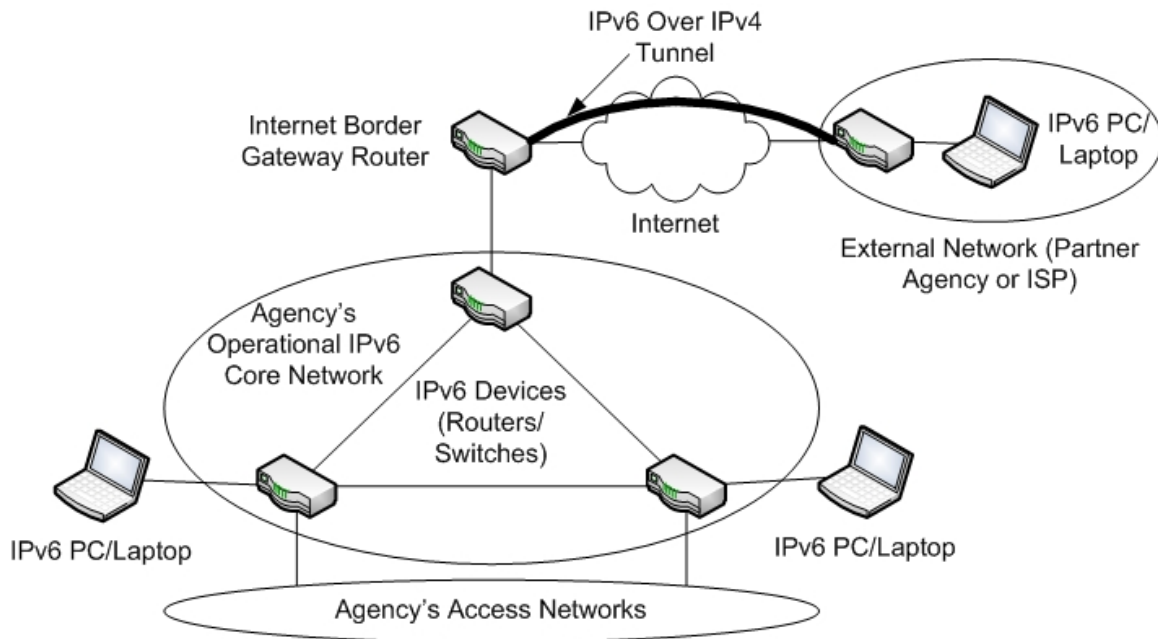 IPv6 Over IPv4
Tunnel
Internet Border
Gateway Router
IPv6 PC/
Laptop
Internet
External Network (Partner
Agency or ISP)
Agency's
Operational IPv6
Core Network
IPv6 Devices
(Routers/
Switches)
IPv6 PC/Laptop
IPv6 PC/Laptop
Agency's Access Networks